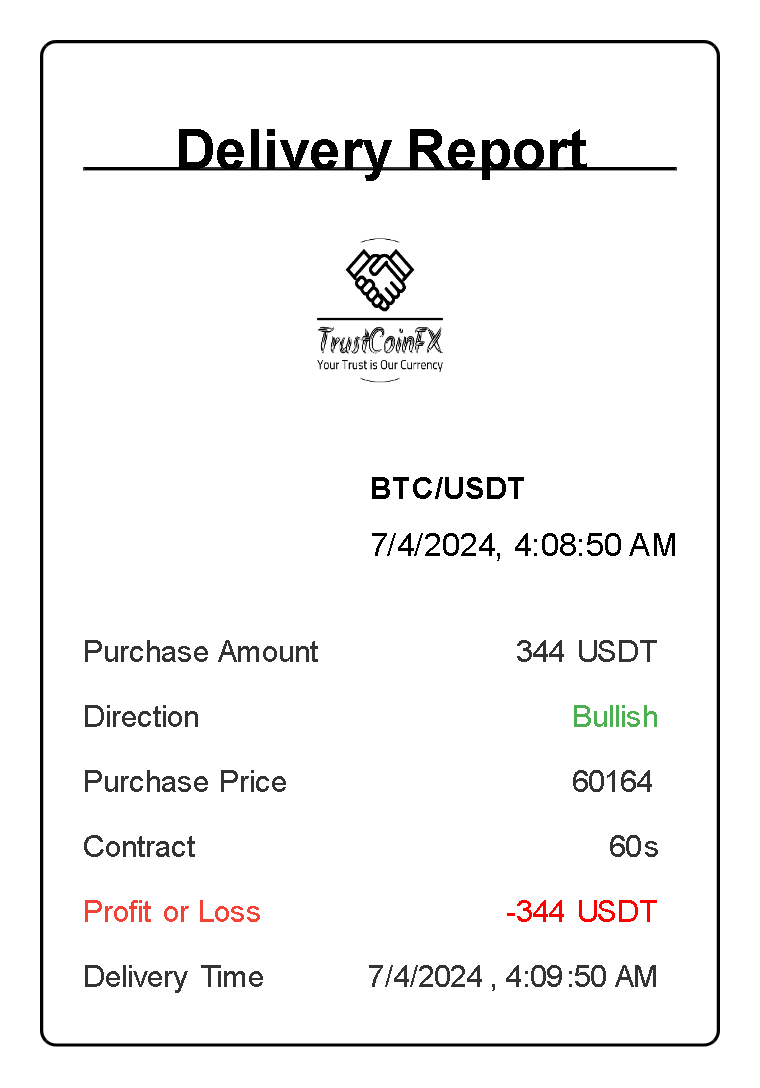 Delivery Report
TrustCoinFX
Your Trust is Our Currency
BTC/USDT
7/4/2024, 4:08:50 AM
Purchase Amount 344 USDT
Direction Bullish
Purchase Price 60164
Contract 60s
Profit or Loss -344 USDT
Delivery Time 7/4/2024 , 4:09:50 AM